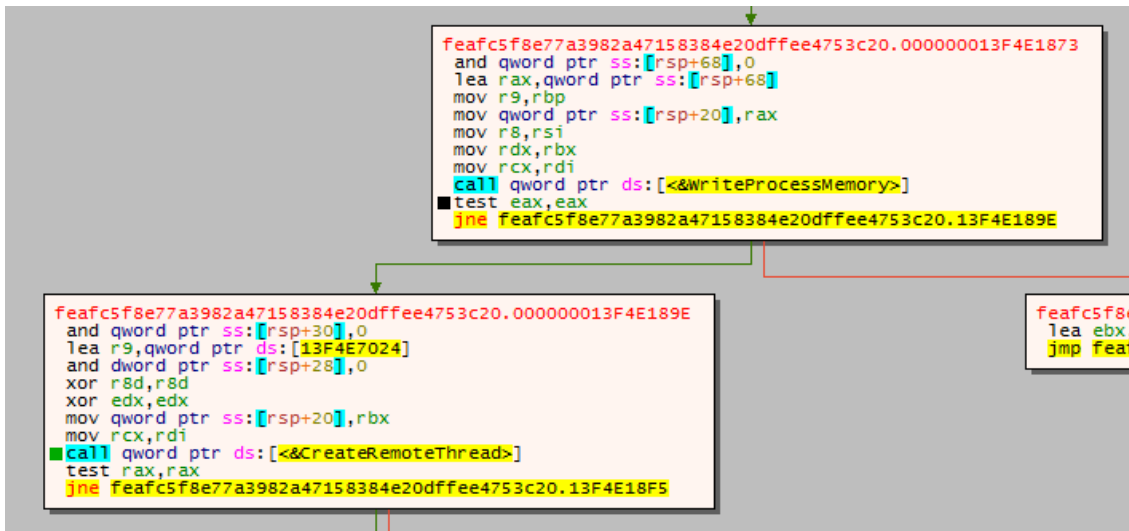 feafc5f8e77a3982a47158384e20dffee4753c20.000000013F4E1873
and qword ptr ss:[rsp+68],0
lea rax,qword ptr ss:[rsp+68]
mov r9,rbp
mov qword ptr ss:[rsp+20],rax
mov r8,rsi
mov rdx,rbx
mov rcx,rdi
call qword ptr ds:[<&WriteProcessMemory>]
test eax,eax
jne feafc5f8e77a3982a47158384e20dffee4753c20.13F4E189E
feafc5f8e77a3982a47158384e20dffee4753c20.000000013F4E189E
and qword ptr ss:[rsp+30],0
lea r9,qword ptr ds:[13F4E7024]
and dword ptr ss:[rsp+28],0
xor r8d,r8d
xor edx,edx
mov qword ptr ss:[rsp+20],rbx
mov rcx,rdi
call qword ptr ds:[<&CreateRemoteThread>]
test rax,rax
jne feafc5f8e77a3982a47158384e20dffee4753c20.13F4E18F5
feafc5f8
lea ebx
jmp feaf